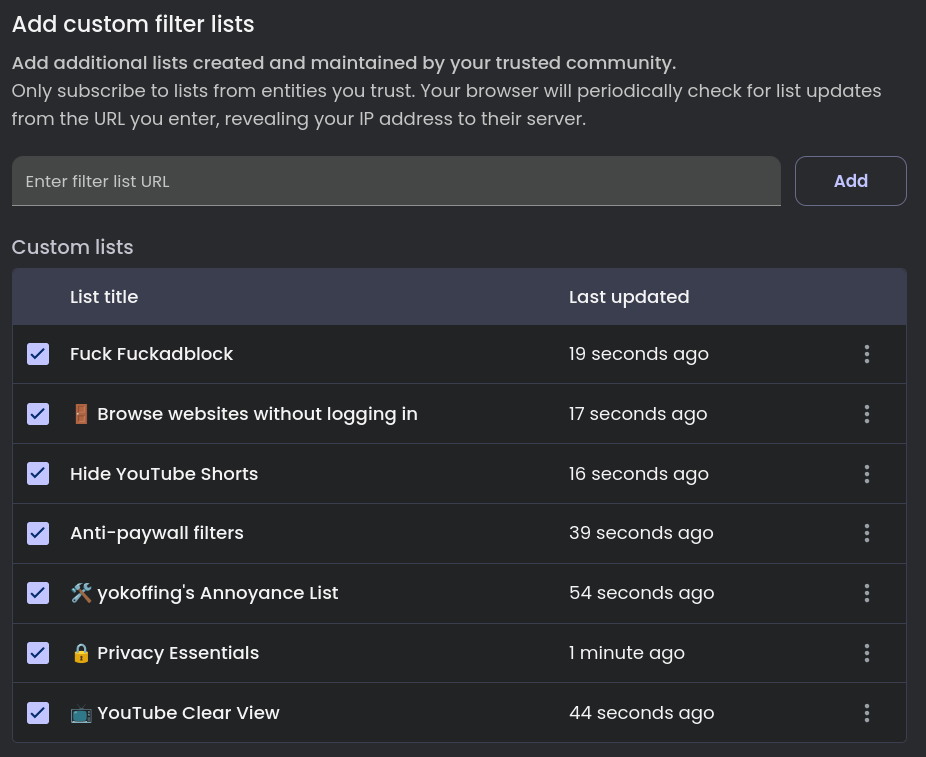 Add custom filter lists
Add additional lists created and maintained by your trusted community.
Only subscribe to lists from entities you trust. Your browser will periodically check for list updates
from the URL you enter, revealing your IP address to their server.
Enter filter list URL
Add
Custom lists
List title Last updated
Fuck Fuckadblock 19 seconds ago
🚪 Browse websites without logging in 17 seconds ago
Hide YouTube Shorts 16 seconds ago
Anti-paywall filters 39 seconds ago
🛠️ yokoffing's Annoyance List 54 seconds ago
🔒 Privacy Essentials 1 minute ago
📺 YouTube Clear View 44 seconds ago